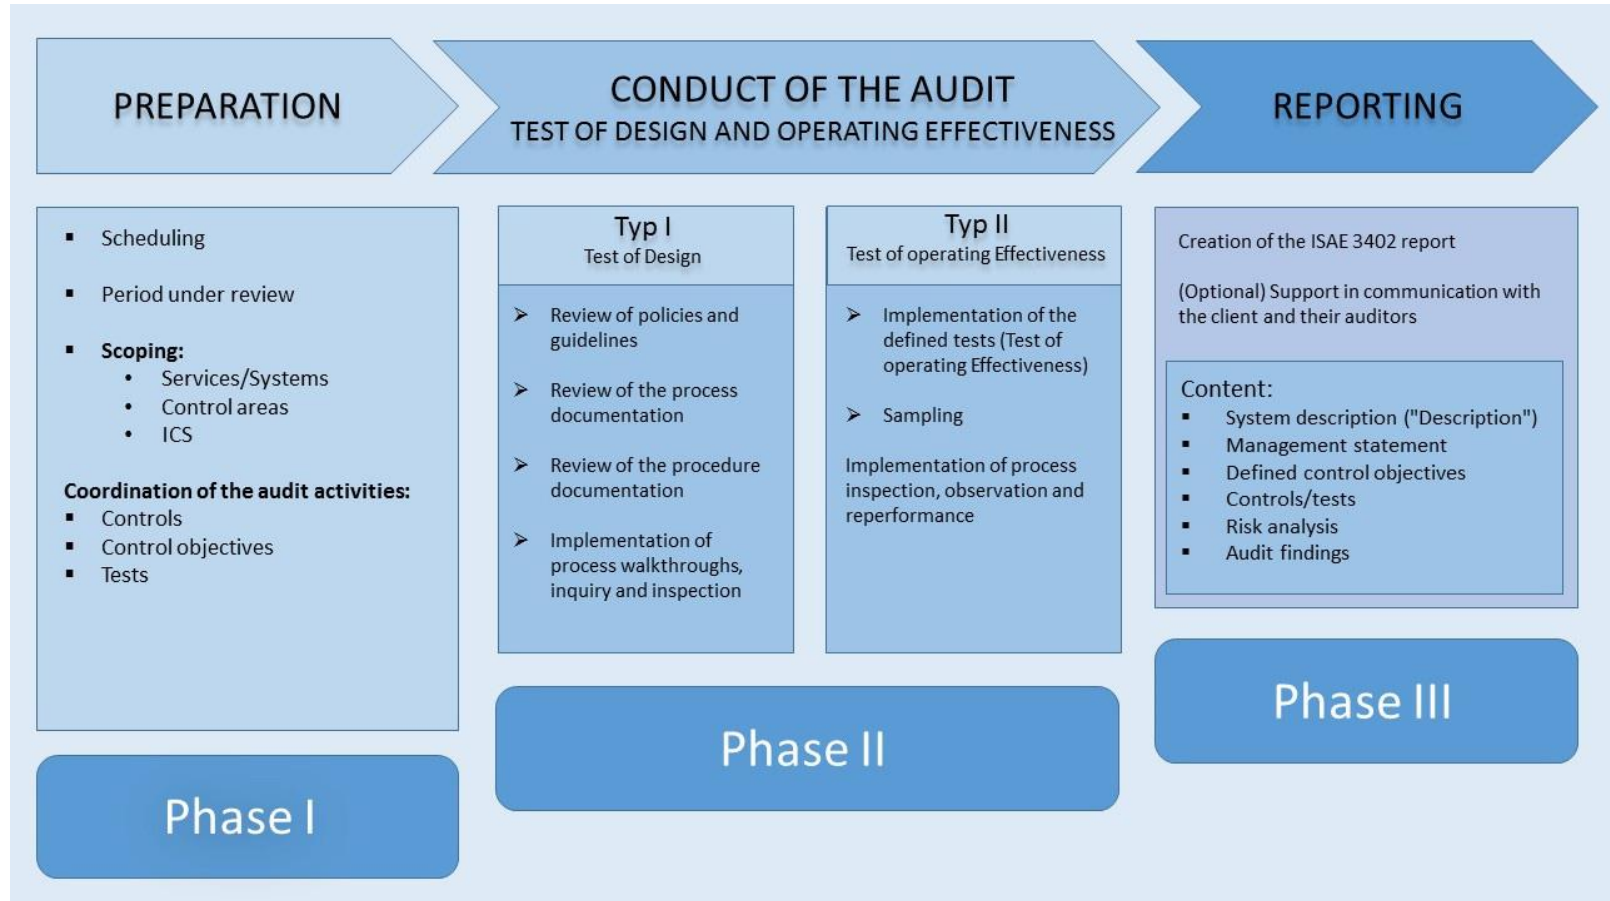 PREPARATION
CONDUCT OF THE AUDIT
TEST OF DESIGN AND OPERATING EFFECTIVENESS
REPORTING
▪ Scheduling
▪ Period under review
▪ Scoping:
• Services/Systems
• Control areas
• ICS
Coordination of the audit activities:
▪ Controls
▪ Control objectives
▪ Tests
Phase I
Typ I
Test of Design
➢ Review of policies and
guidelines
➢ Review of the process
documentation
➢ Review of the procedure
documentation
➢ Implementation of
process walkthroughs,
inquiry and inspection
Typ II
Test of operating Effectiveness
➢ Implementation of the
defined tests (Test of
operating Effectiveness)
➢ Sampling
Implementation of process
inspection, observation and
reperformance
Phase II
Creation of the ISAE 3402 report
(Optional) Support in communication with
the client and their auditors
Content:
▪ System description ("Description")
▪ Management statement
▪ Defined control objectives
▪ Controls/tests
▪ Risk analysis
▪ Audit findings
Phase III